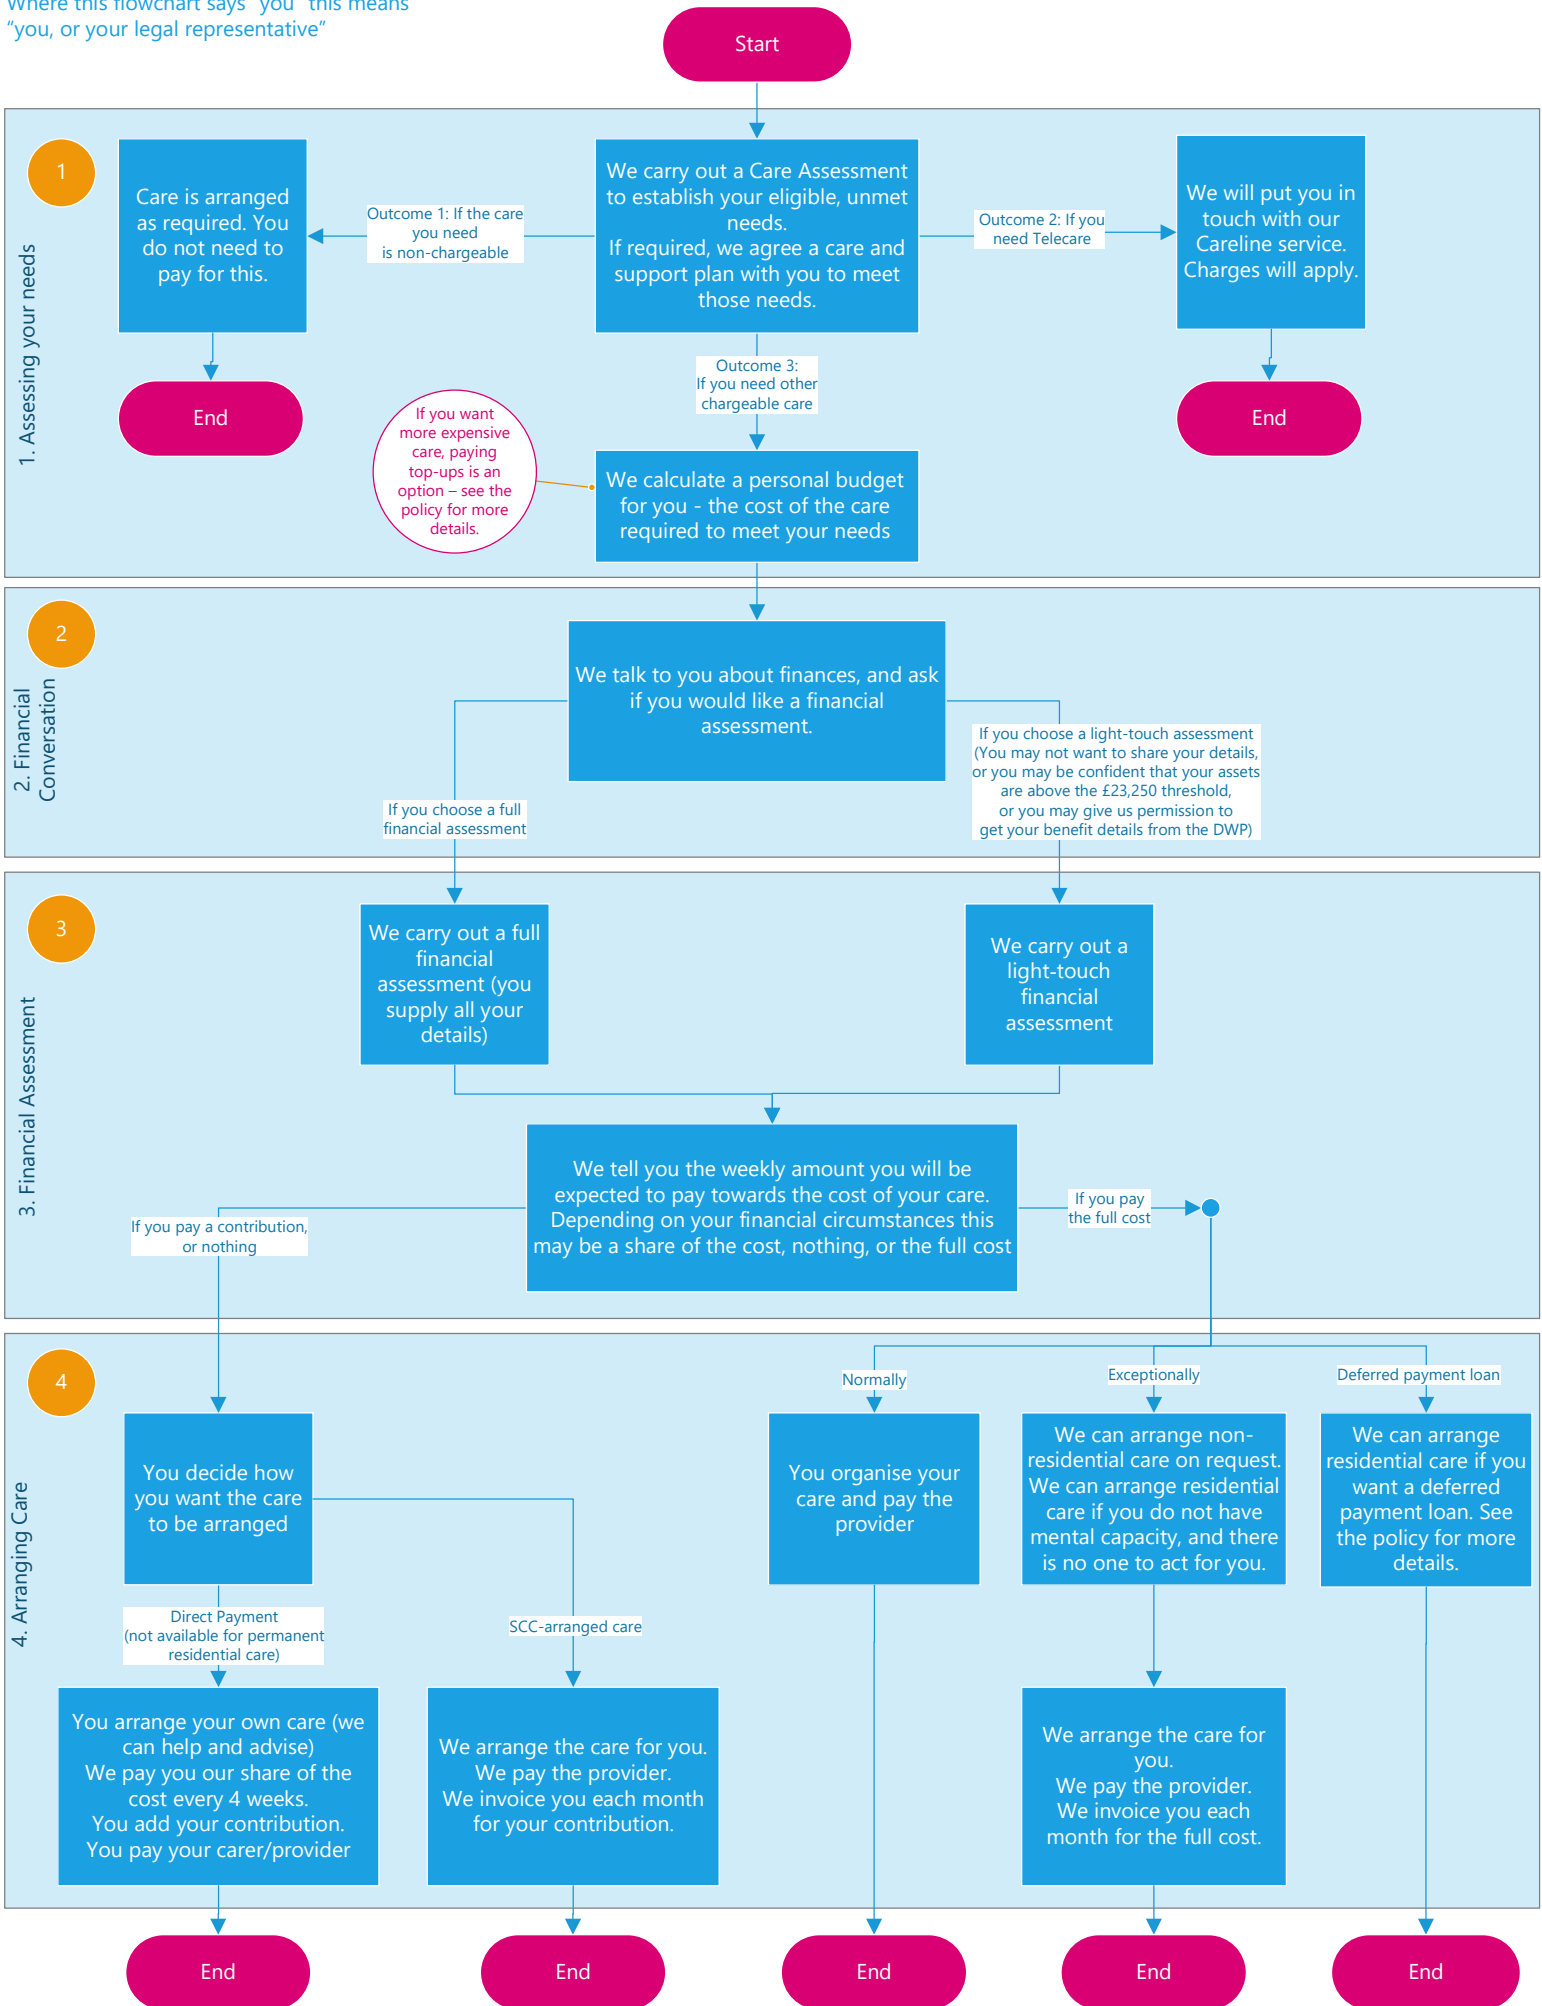 Where this flowchart says "you" this means
“you, or your legal representative”
Start
1
1. Assessing your needs
Care is arranged
as required. You
do not need to
pay for this.
Outcome 1: If the care
you need
is non-chargeable
We carry out a Care Assessment
to establish your eligible, unmet
needs.
If required, we agree a care and
support plan with you to meet
those needs.
Outcome 2: If you
need Telecare
We will put you in
touch with our
Careline service.
Charges will apply.
End
Outcome 3:
If you need other
chargeable care
End
If you want
more expensive
care, paying
top-ups is an
option – see the
policy for more
details.
We calculate a personal budget
for you - the cost of the care
required to meet your needs
2
2. Financial
Conversation
We talk to you about finances, and ask
if you would like a financial
assessment.
If you choose a full
financial assessment
If you choose a light-touch assessment
(You may not want to share your details,
or you may be confident that your assets
are above the £23,250 threshold,
or you may give us permission to
get your benefit details from the DWP)
3
3. Financial Assessment
We carry out a full
financial
assessment (you
supply all your
details)
We carry out a
light-touch
financial
assessment
We tell you the weekly amount you will be
expected to pay towards the cost of your care.
Depending on your financial circumstances this
may be a share of the cost, nothing, or the full cost
If you pay a contribution,
or nothing
If you pay
the full cost
4
4. Arranging Care
Normally
Exceptionally
Deferred payment loan
You decide how
you want the care
to be arranged
You organise your
care and pay the
provider
We can arrange non-
residential care on request.
We can arrange residential
care if you do not have
mental capacity, and there
is no one to act for you.
We can arrange
residential care if you
want a deferred
payment loan. See
the policy for more
details.
Direct Payment
(not available for permanent
residential care)
SCC-arranged care
You arrange your own care (we
can help and advise)
We pay you our share of the
cost every 4 weeks.
You add your contribution.
You pay your carer/provider
We arrange the care for you.
We pay the provider.
We invoice you each month
for your contribution.
We arrange the care for
you.
We pay the provider.
We invoice you each
month for the full cost.
End
End
End
End
End